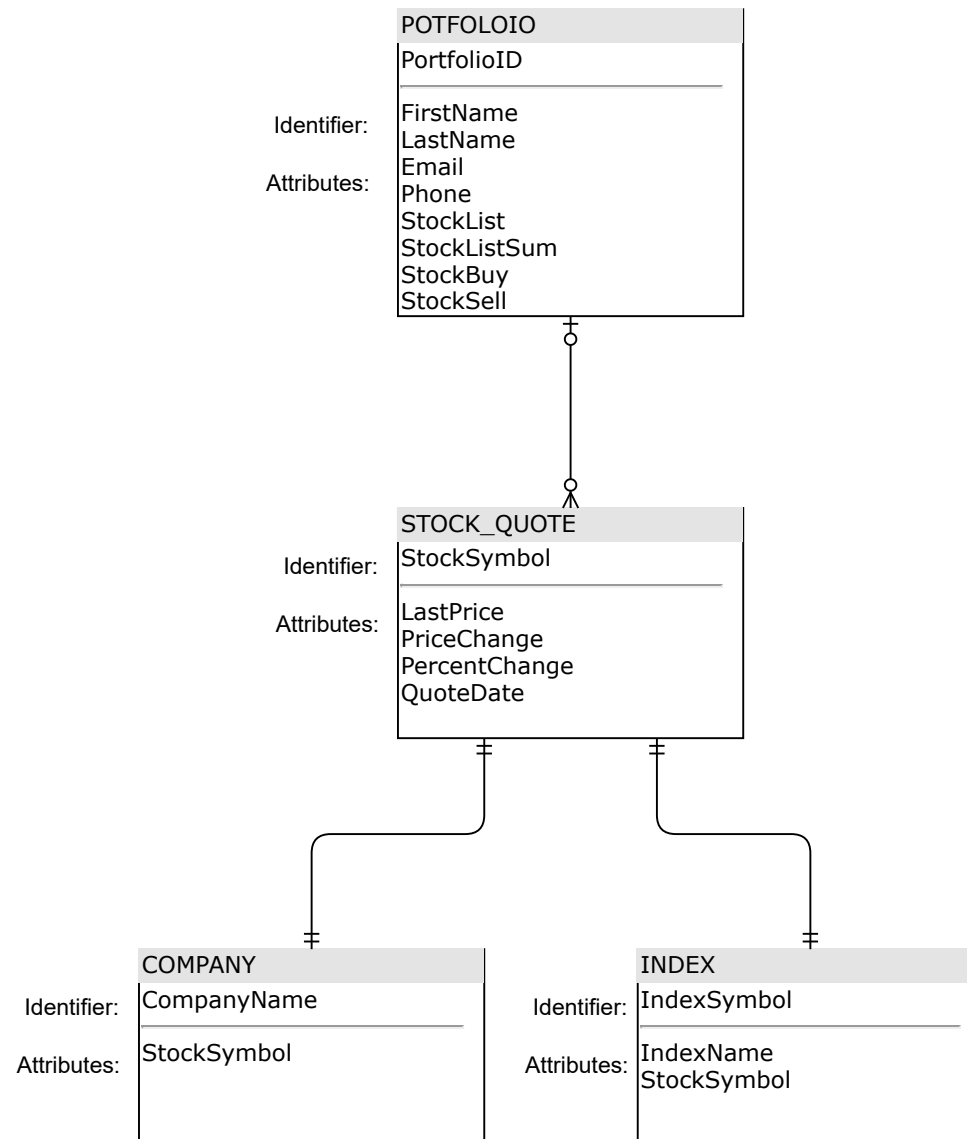 POTFOLOIO
PortfolioID
Identifier:
FirstName
LastName
Email
Attributes:
Phone
StockList
StockListSum
StockBuy
StockSell
STOCK_QUOTE
Identifier:
StockSymbol
Attributes:
LastPrice
PriceChange
PercentChange
QuoteDate
COMPANY
Identifier:
CompanyName
Attributes:
StockSymbol
INDEX
Identifier:
IndexSymbol
Attributes:
IndexName
StockSymbol